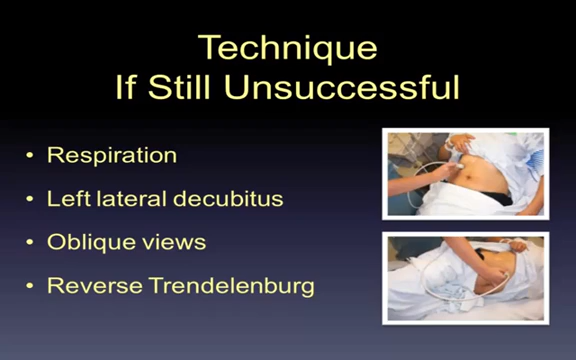 Technique
If Still Unsuccessful
• Respiration
• Left lateral decubitus
• Oblique views
• Reverse Trendelenburg